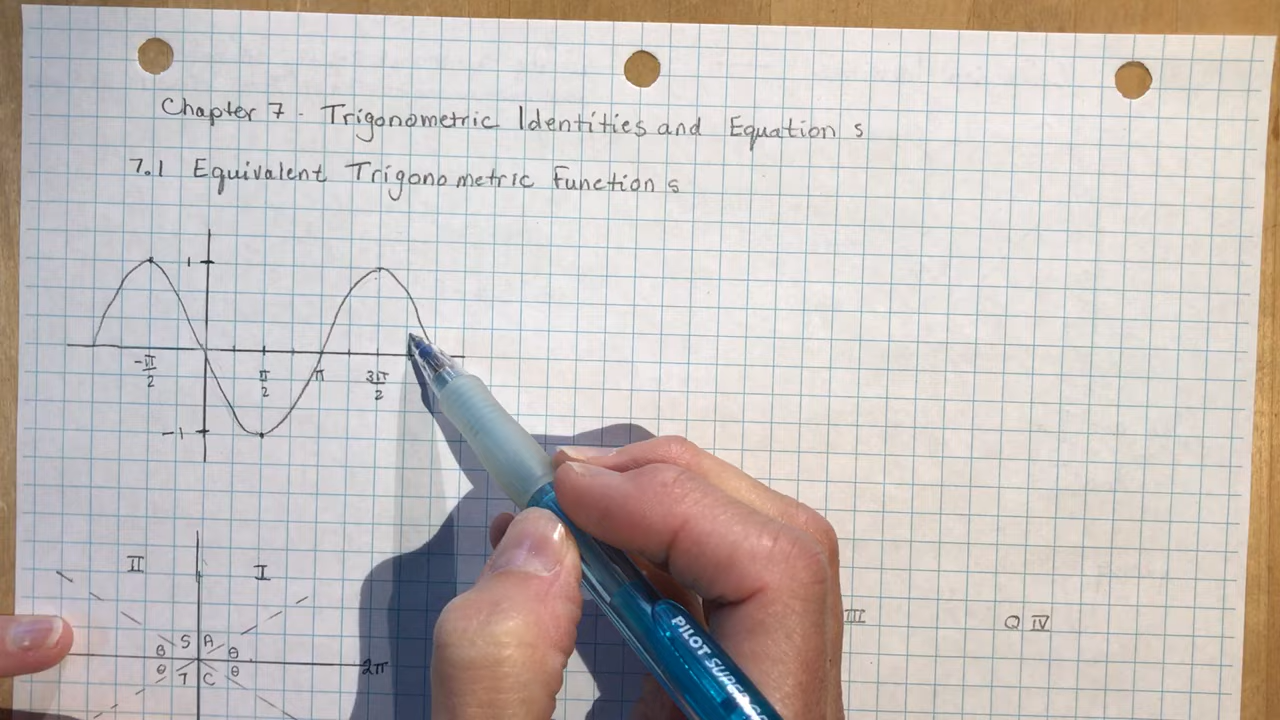 Chapter 7. Trigonometric Identities and Equations
7.1 Equivalent Trigonometric Functions
1
-π/2 π/2 π 3π/2
-1
II I
θ S A θ
θ T C θ 2π
III Q IV
PILOT SUPER G